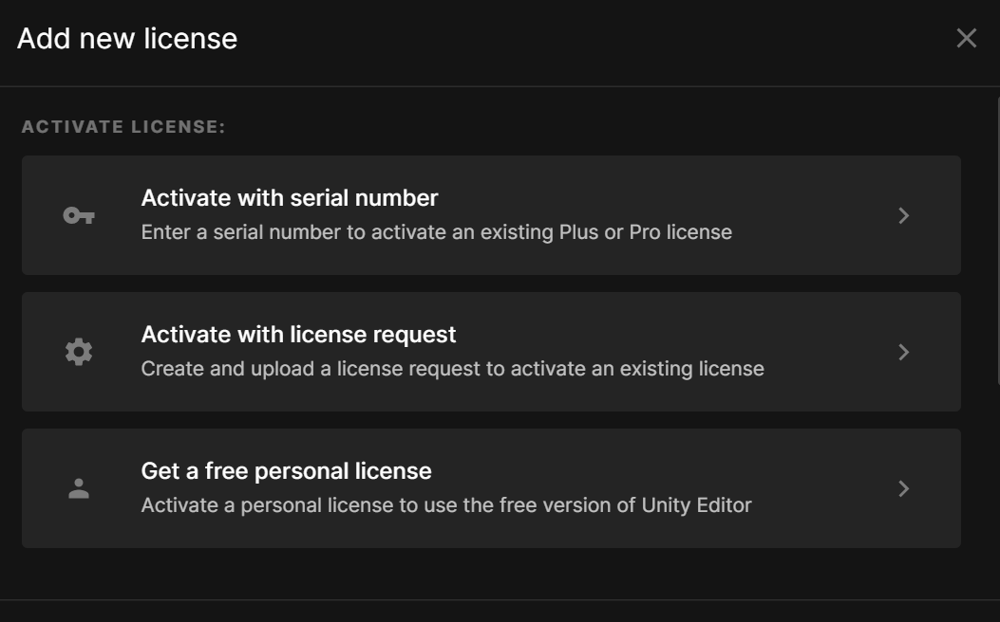 Add new license
ACTIVATE LICENSE:
Activate with serial number
Enter a serial number to activate an existing Plus or Pro license
Activate with license request
Create and upload a license request to activate an existing license
Get a free personal license
Activate a personal license to use the free version of Unity Editor